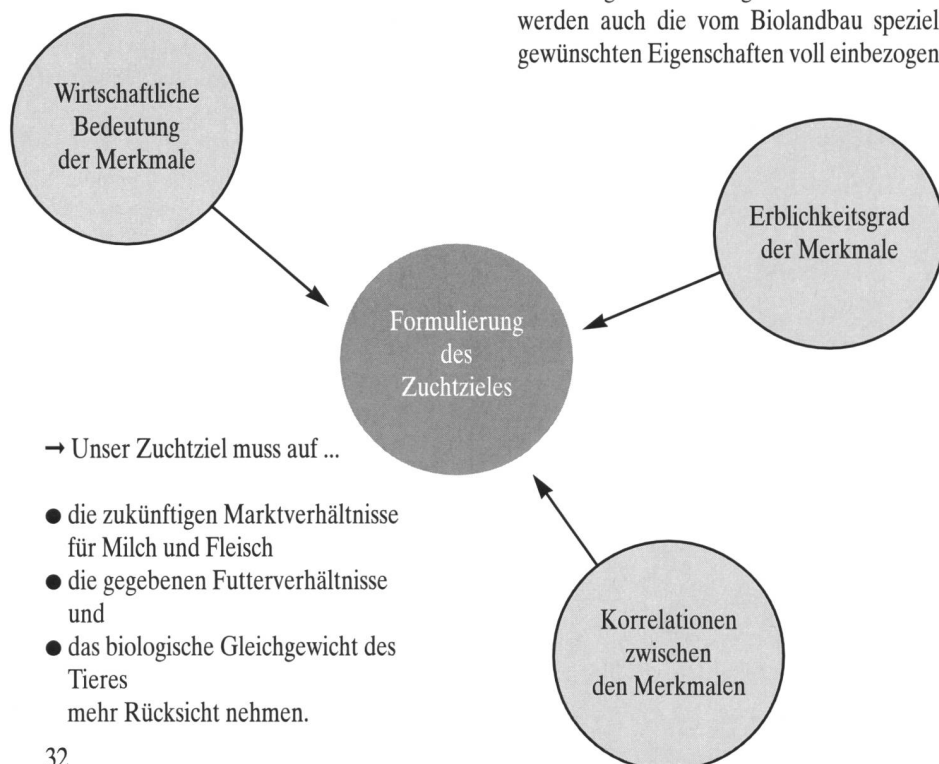 werden auch die vom Biolandbau speziel
gewünschten Eigenschaften voll einbezogen
Wirtschaftliche
Bedeutung
der Merkmale
Erblichkeitsgrad
der Merkmale
Formulierung
des
Zuchtzieles
→ Unser Zuchtziel muss auf ...
● die zukünftigen Marktverhältnisse
für Milch und Fleisch
● die gegebenen Futterverhältnisse
und
● das biologische Gleichgewicht des
Tieres
mehr Rücksicht nehmen.
Korrelationen
zwischen
den Merkmalen
32